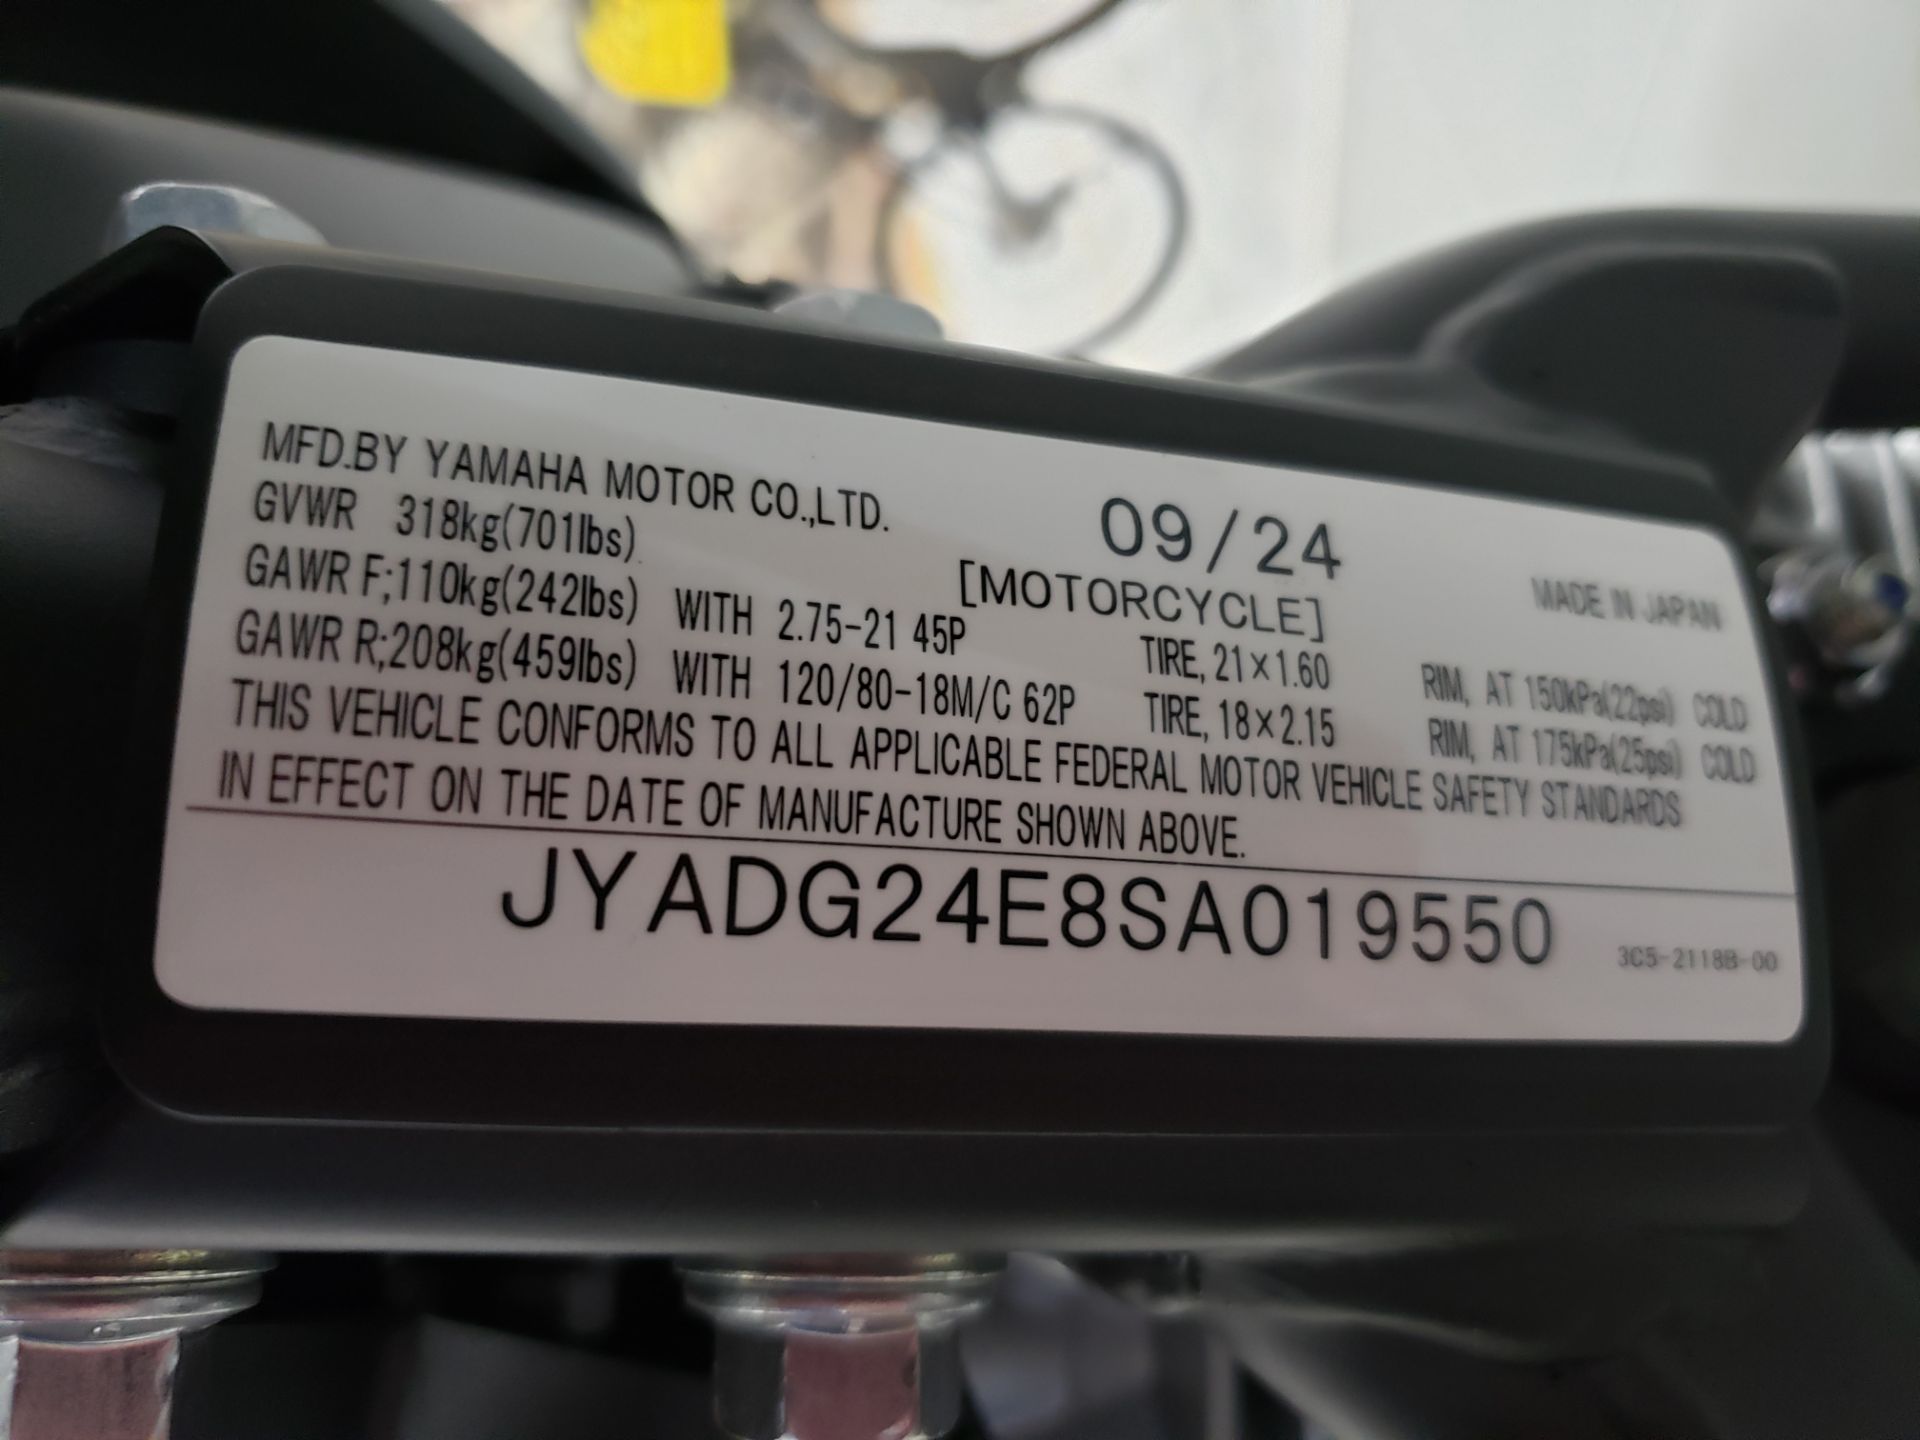 MFD.BY YAMAHA MOTOR CO.,LTD. 09/24 MADE IN JAPAN
GVWR 318kg(701lbs) [MOTORCYCLE]
GAWR F;110kg(242lbs) WITH 2.75-21 45P TIRE, 21×1.60 RIM, AT 150kPa(22psi) COLD
GAWR R;208kg(459lbs) WITH 120/80-18M/C 62P TIRE, 18×2.15 RIM, AT 175kPa(25psi) COLD
THIS VEHICLE CONFORMS TO ALL APPLICABLE FEDERAL MOTOR VEHICLE SAFETY STANDARDS
IN EFFECT ON THE DATE OF MANUFACTURE SHOWN ABOVE.
JYADG24E8SA019550 3C5-2118B-00